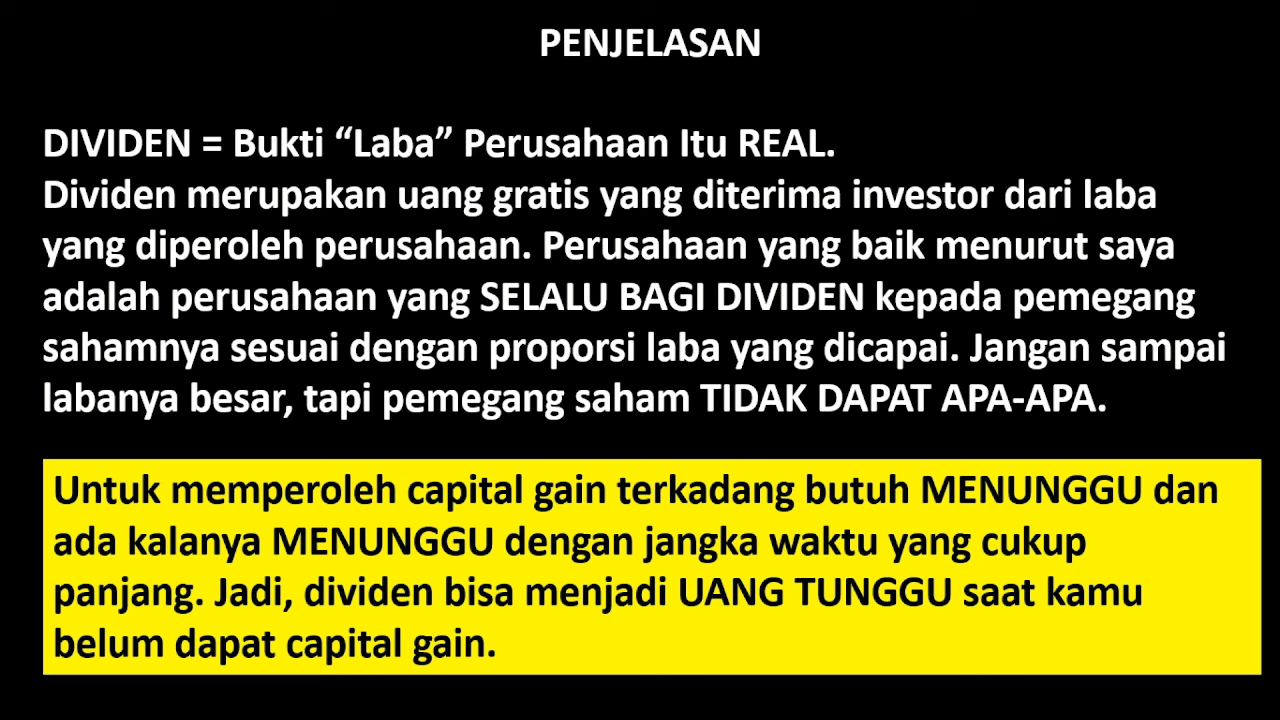 PENJELASAN
DIVIDEN = Bukti “Laba” Perusahaan Itu REAL.
Dividen merupakan uang gratis yang diterima investor dari laba
yang diperoleh perusahaan. Perusahaan yang baik menurut saya
adalah perusahaan yang SELALU BAGI DIVIDEN kepada pemegang
sahamnya sesuai dengan proporsi laba yang dicapai. Jangan sampai
labanya besar, tapi pemegang saham TIDAK DAPAT APA-APA.
Untuk memperoleh capital gain terkadang butuh MENUNGGU dan
ada kalanya MENUNGGU dengan jangka waktu yang cukup
panjang. Jadi, dividen bisa menjadi UANG TUNGGU saat kamu
belum dapat capital gain.